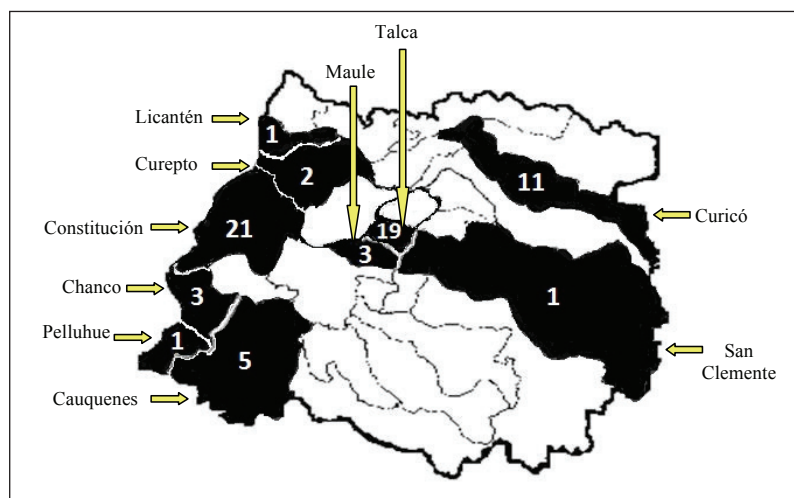 Talca
Maule
Licantén
1
Curepto
2
11
Constitución
21
Curicó
19
3
Chanco
3
1
Pelluhue
1
San
Clemente
5
Cauquenes